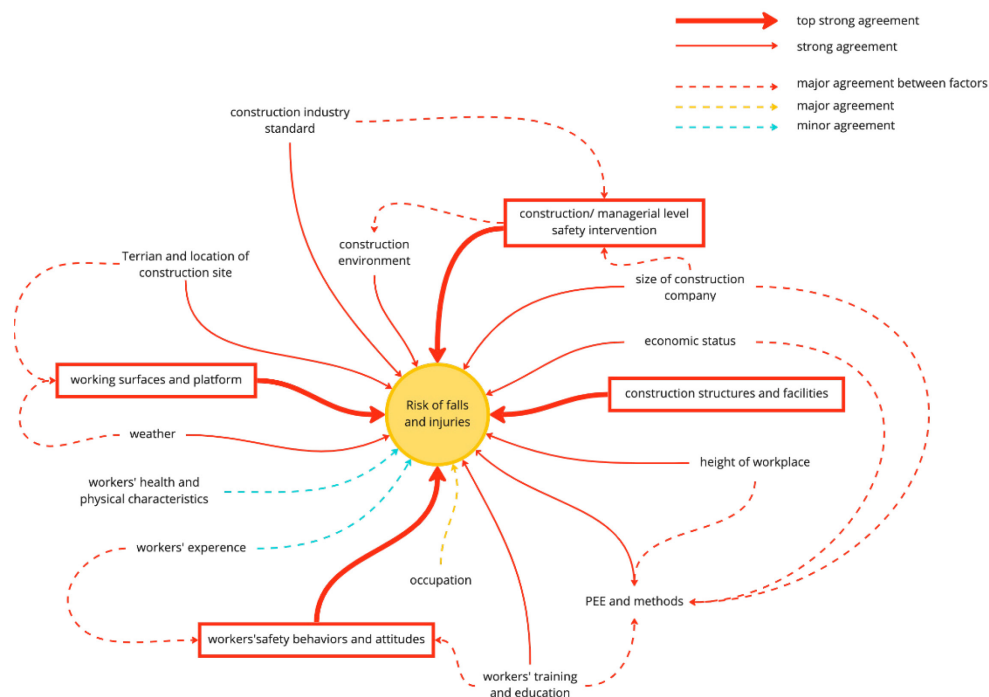 top strong agreement
strong agreement
major agreement between factors
major agreement
minor agreement
construction industry
standard
construction/ managerial level
safety intervention
construction
environment
Terrian and location of
construction site
size of construction
company
economic status
working surfaces and platform
Risk of falls
and injuries
construction structures and facilities
weather
height of workplace
workers' health and
physical characteristics
workers' experence
occupation
PEE and methods
workers'safety behaviors and attitudes
workers' training
and education